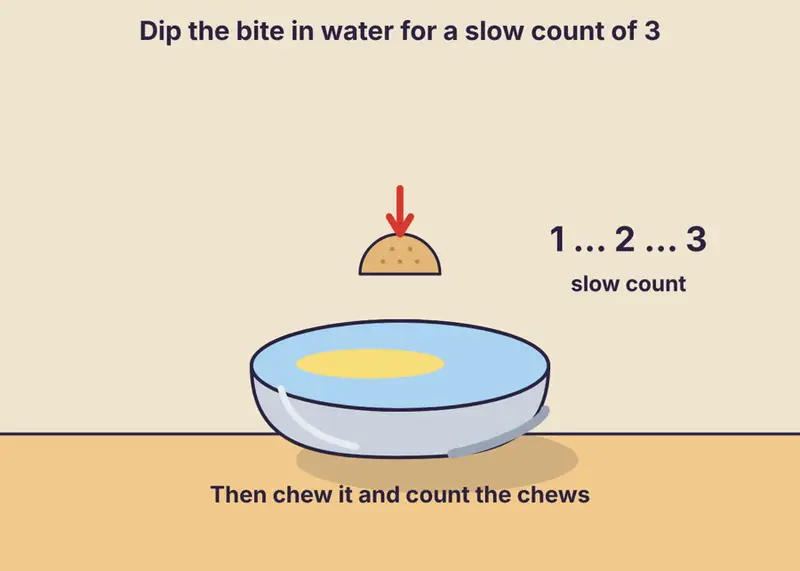 Dip the bite in water for a slow count of 3
1 ... 2 ... 3
slow count
Then chew it and count the chews